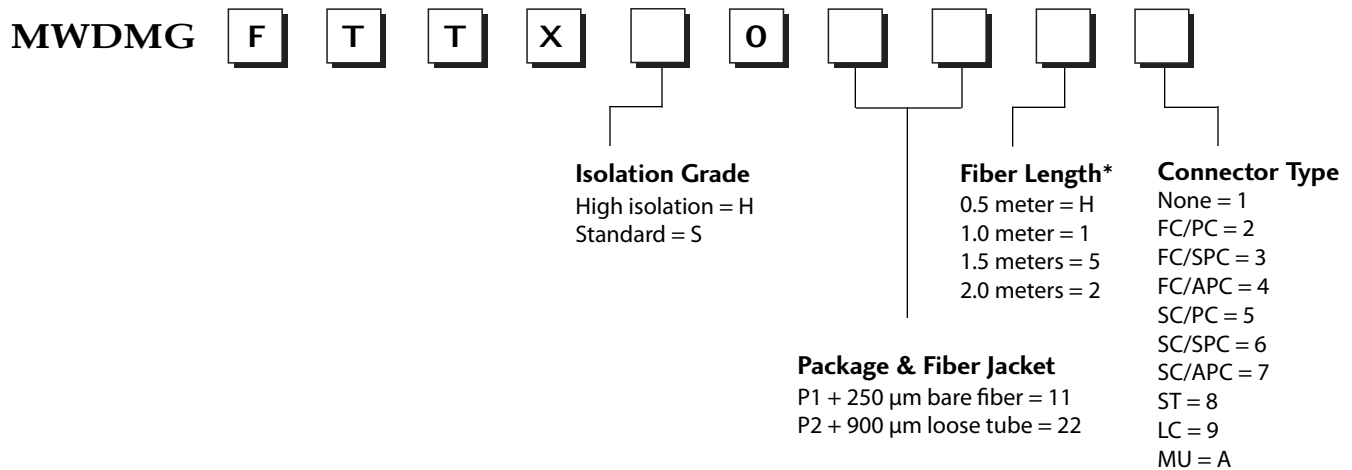 MWDMG F T T X 0
Isolation Grade
High isolation = H
Standard = S
Package & Fiber Jacket
P1 + 250 µm bare fiber = 11
P2 + 900 µm loose tube = 22
Fiber Length*
0.5 meter = H
1.0 meter = 1
1.5 meters = 5
2.0 meters = 2
Connector Type
None = 1
FC/PC = 2
FC/SPC = 3
FC/APC = 4
SC/PC = 5
SC/SPC = 6
SC/APC = 7
ST = 8
LC = 9
MU = A